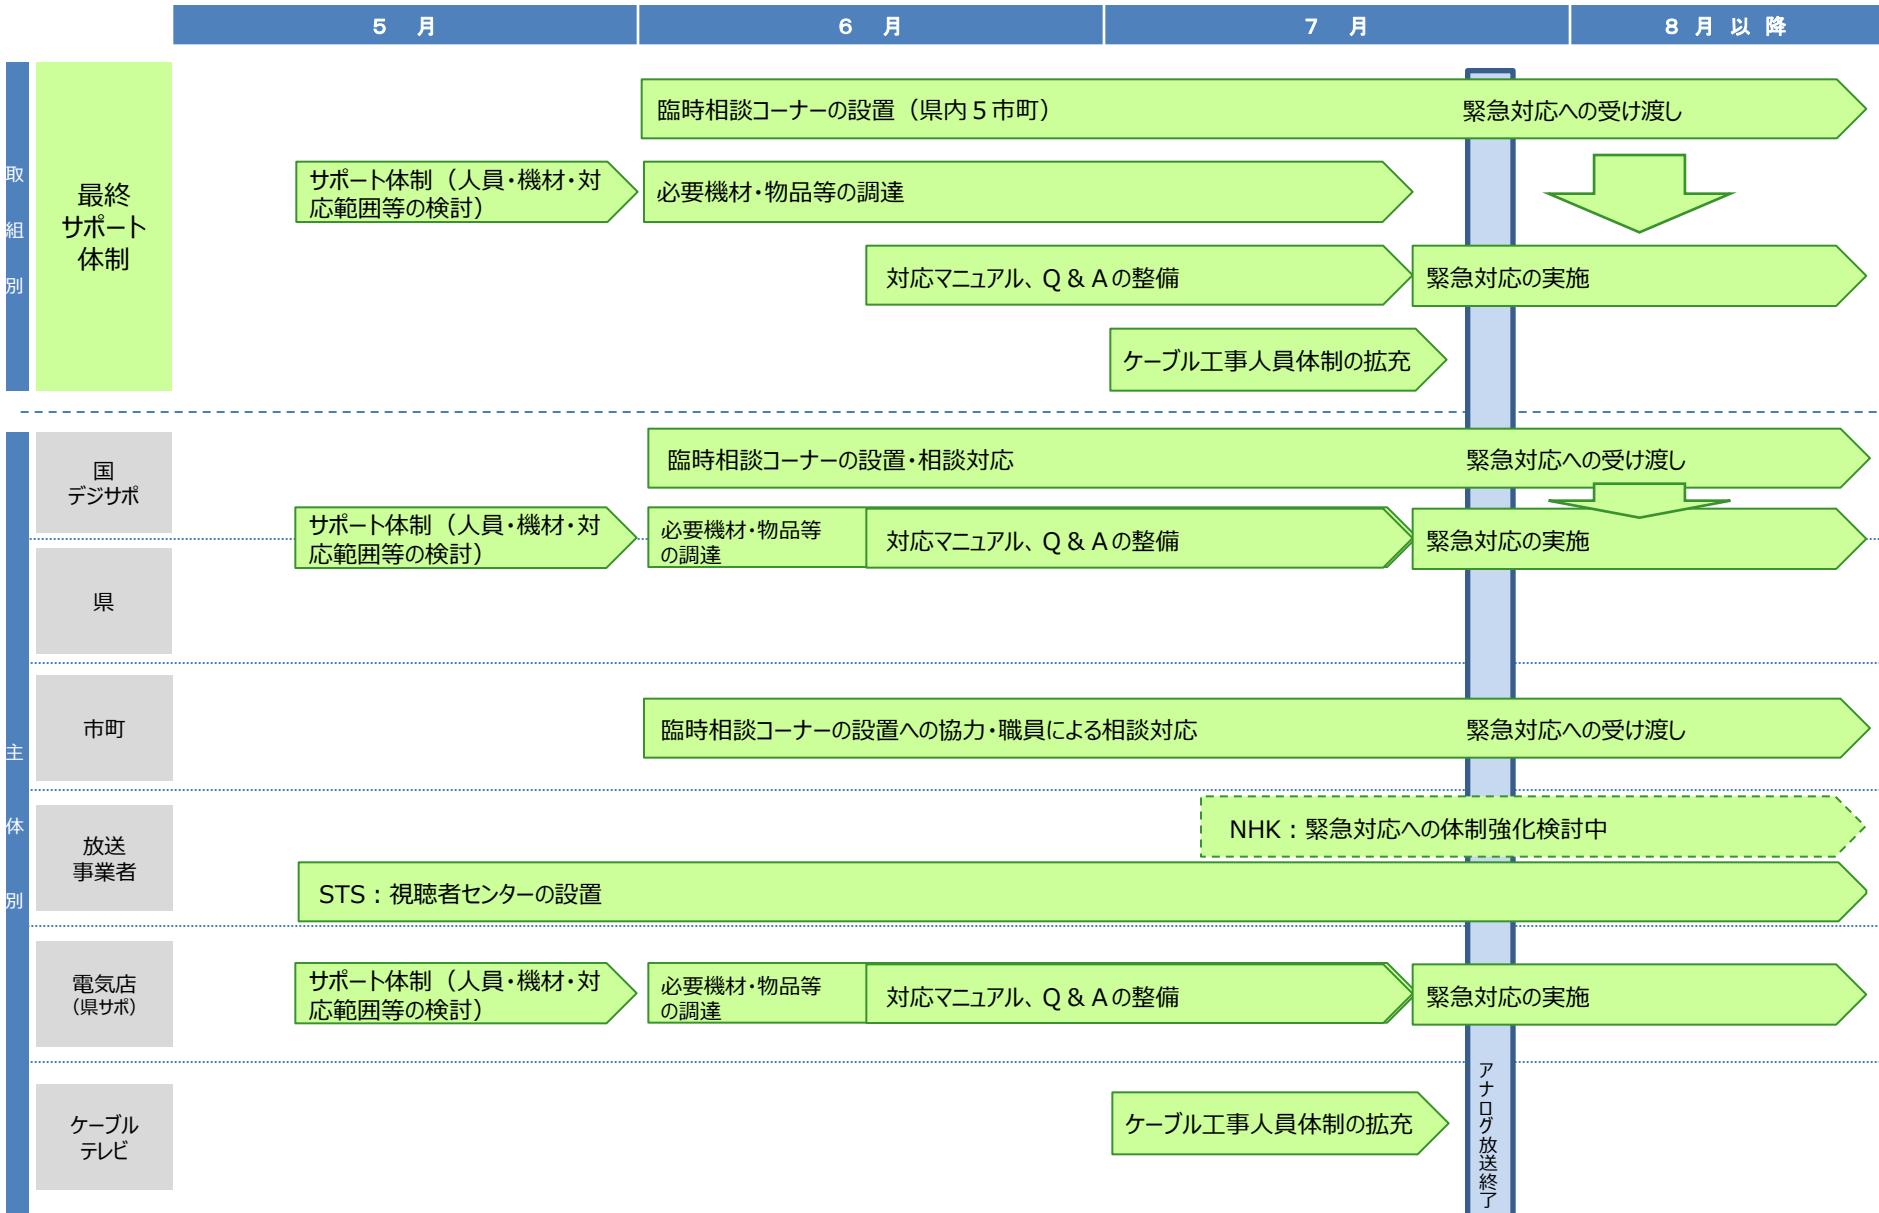 ５　月
６　月
７　月
８ 月 以 降
取組別
最終
サポート
体制
臨時相談コーナーの設置（県内５市町）
緊急対応への受け渡し
サポート体制（人員・機材・対
応範囲等の検討）
必要機材・物品等の調達
対応マニュアル、Ｑ＆Ａの整備
緊急対応の実施
ケーブル工事人員体制の拡充
主体別
国
デジサポ
臨時相談コーナーの設置・相談対応
緊急対応への受け渡し
サポート体制（人員・機材・対
応範囲等の検討）
必要機材・物品等
の調達
対応マニュアル、Ｑ＆Ａの整備
緊急対応の実施
県
市町
臨時相談コーナーの設置への協力・職員による相談対応
緊急対応への受け渡し
放送
事業者
NHK：緊急対応への体制強化検討中
STS：視聴者センターの設置
電気店
（県サポ）
サポート体制（人員・機材・対
応範囲等の検討）
必要機材・物品等
の調達
対応マニュアル、Ｑ＆Ａの整備
緊急対応の実施
ケーブル
テレビ
ケーブル工事人員体制の拡充
アナログ放送終了